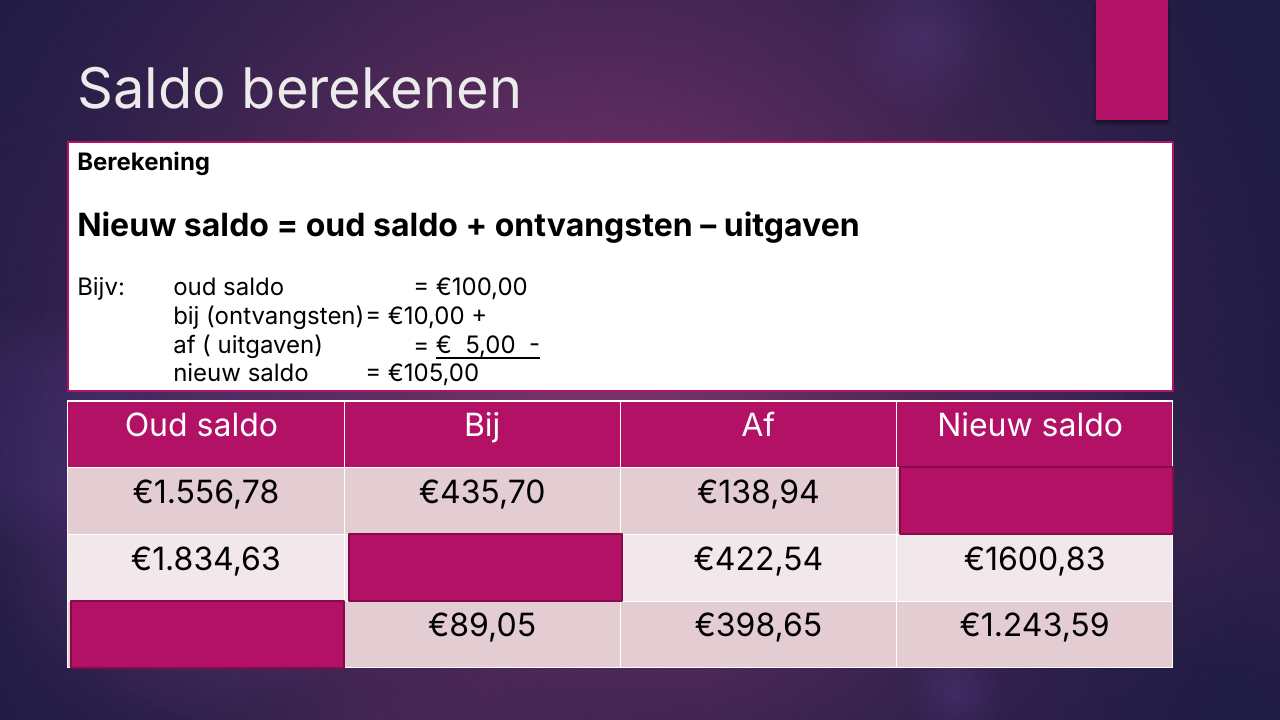 Saldo berekenen
Berekening
Nieuw saldo = oud saldo + ontvangsten – uitgaven
Bijv: oud saldo = €100,00
bij (ontvangsten) = €10,00 +
af ( uitgaven) = €  5,00  -
nieuw saldo = €105,00
Oud saldo Bij Af Nieuw saldo
€1.556,78 €435,70 €138,94
€1.834,63 €422,54 €1600,83
€89,05 €398,65 €1.243,59